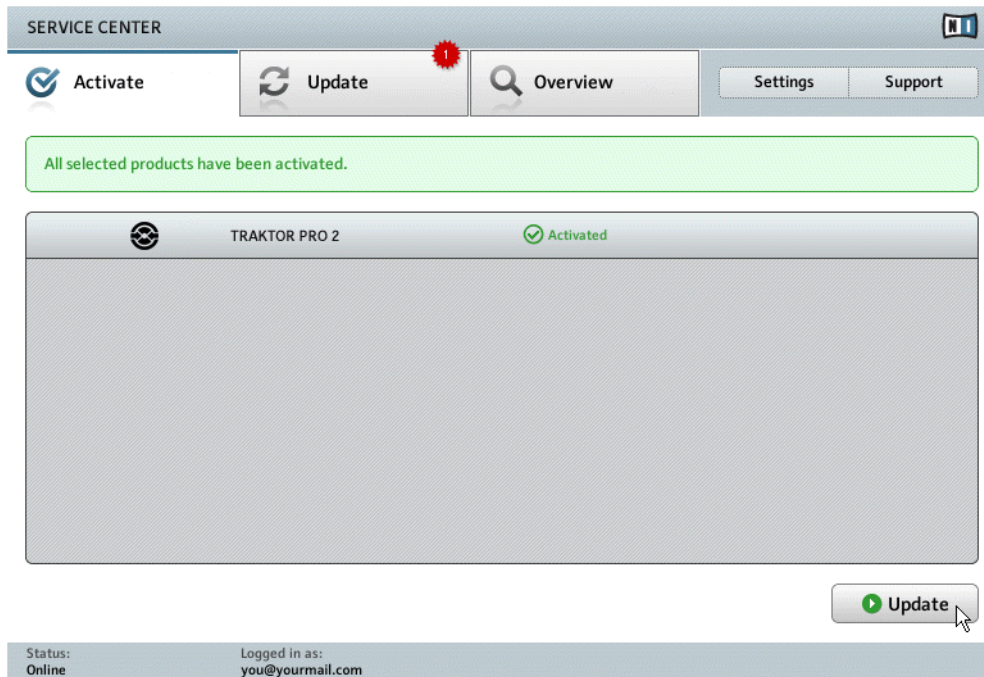 SERVICE CENTER
NI
Activate
Update
1
Overview
Settings
Support
All selected products have been activated.
TRAKTOR PRO 2
Activated
Update
Status:
Online
Logged in as:
you@yourmail.com